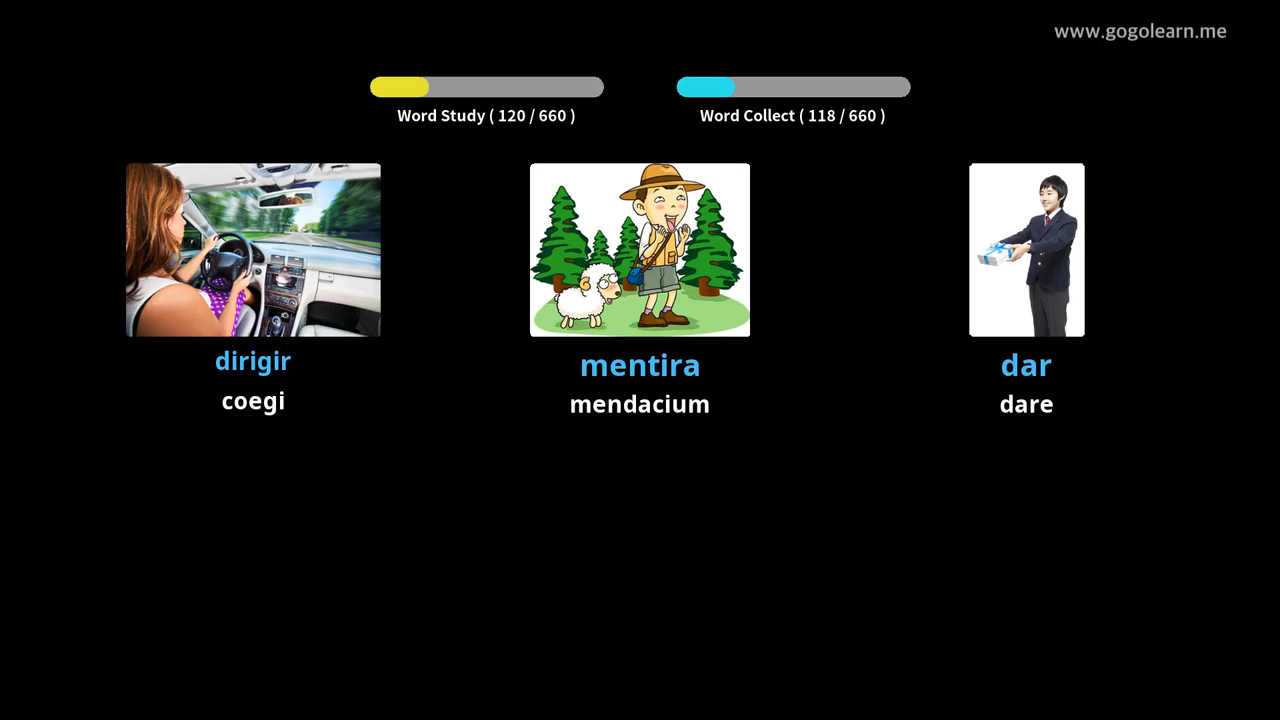 www.gogolearn.me
Word Study ( 120 / 660 )
Word Collect ( 118 / 660 )
dirigir
mentira
dar
coegi
mendacium
dare